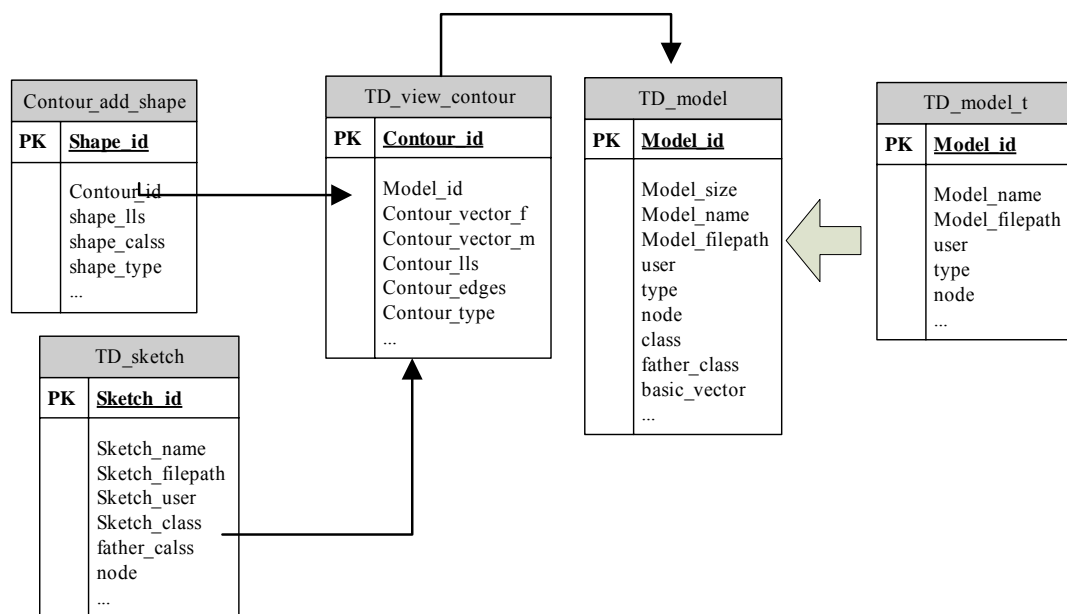 Contour_add_shape
PK Shape_id
Contour_id
shape_lls
shape_calss
shape_type
...
TD_view_contour
PK Contour_id
Model_id
Contour_vector_f
Contour_vector_m
Contour_lls
Contour_edges
Contour_type
...
TD_model
PK Model_id
Model_size
Model_name
Model_filepath
user
type
node
class
father_class
basic_vector
...
TD_model_t
PK Model_id
Model_name
Model_filepath
user
type
node
...
TD_sketch
PK Sketch_id
Sketch_name
Sketch_filepath
Sketch_user
Sketch_class
father_calss
node
...